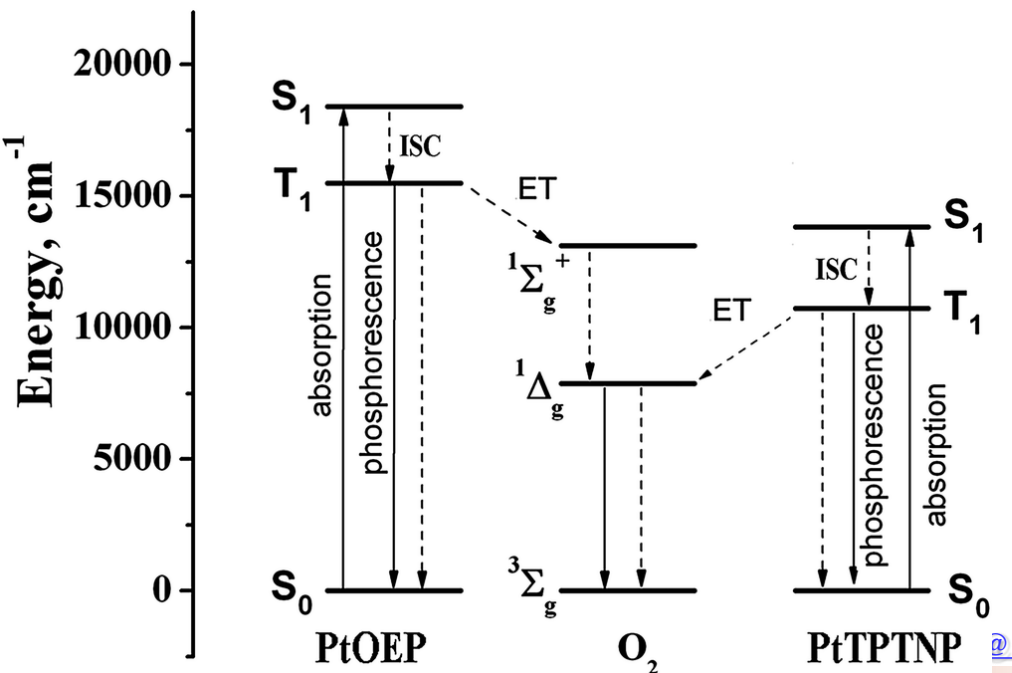 Energy, cm⁻¹
20000
15000
10000
5000
0
S₁
ISC
T₁
absorption
phosphorescence
S₀
PtOEP
ET
¹Σg⁺
¹Δg
³Σg
O₂
ET
S₁
ISC
T₁
phosphorescence
absorption
S₀
PtTPTNP
@